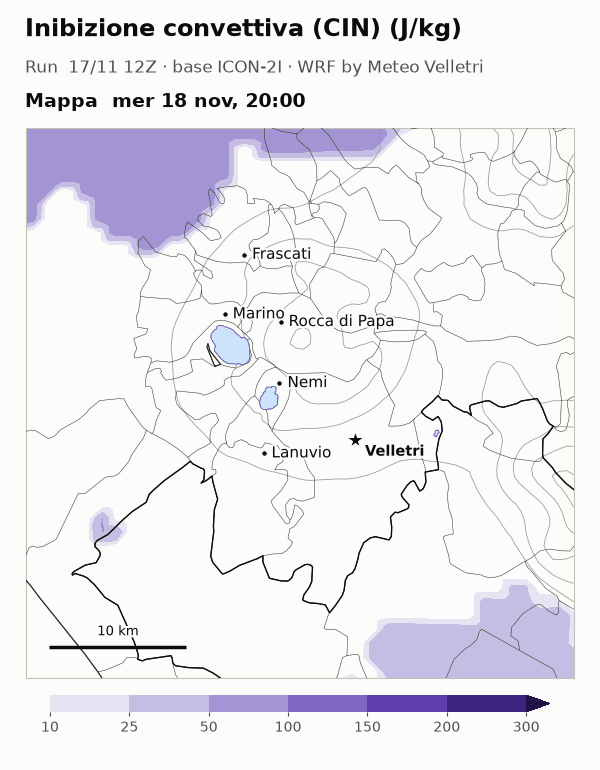 Inibizione convettiva (CIN) (J/kg)
Run  17/11 12Z · base ICON-2I · WRF by Meteo Velletri
Mappa  mer 18 nov, 20:00
Frascati
Marino
Rocca di Papa
Nemi
Velletri
Lanuvio
10 km
10 25 50 100 150 200 300